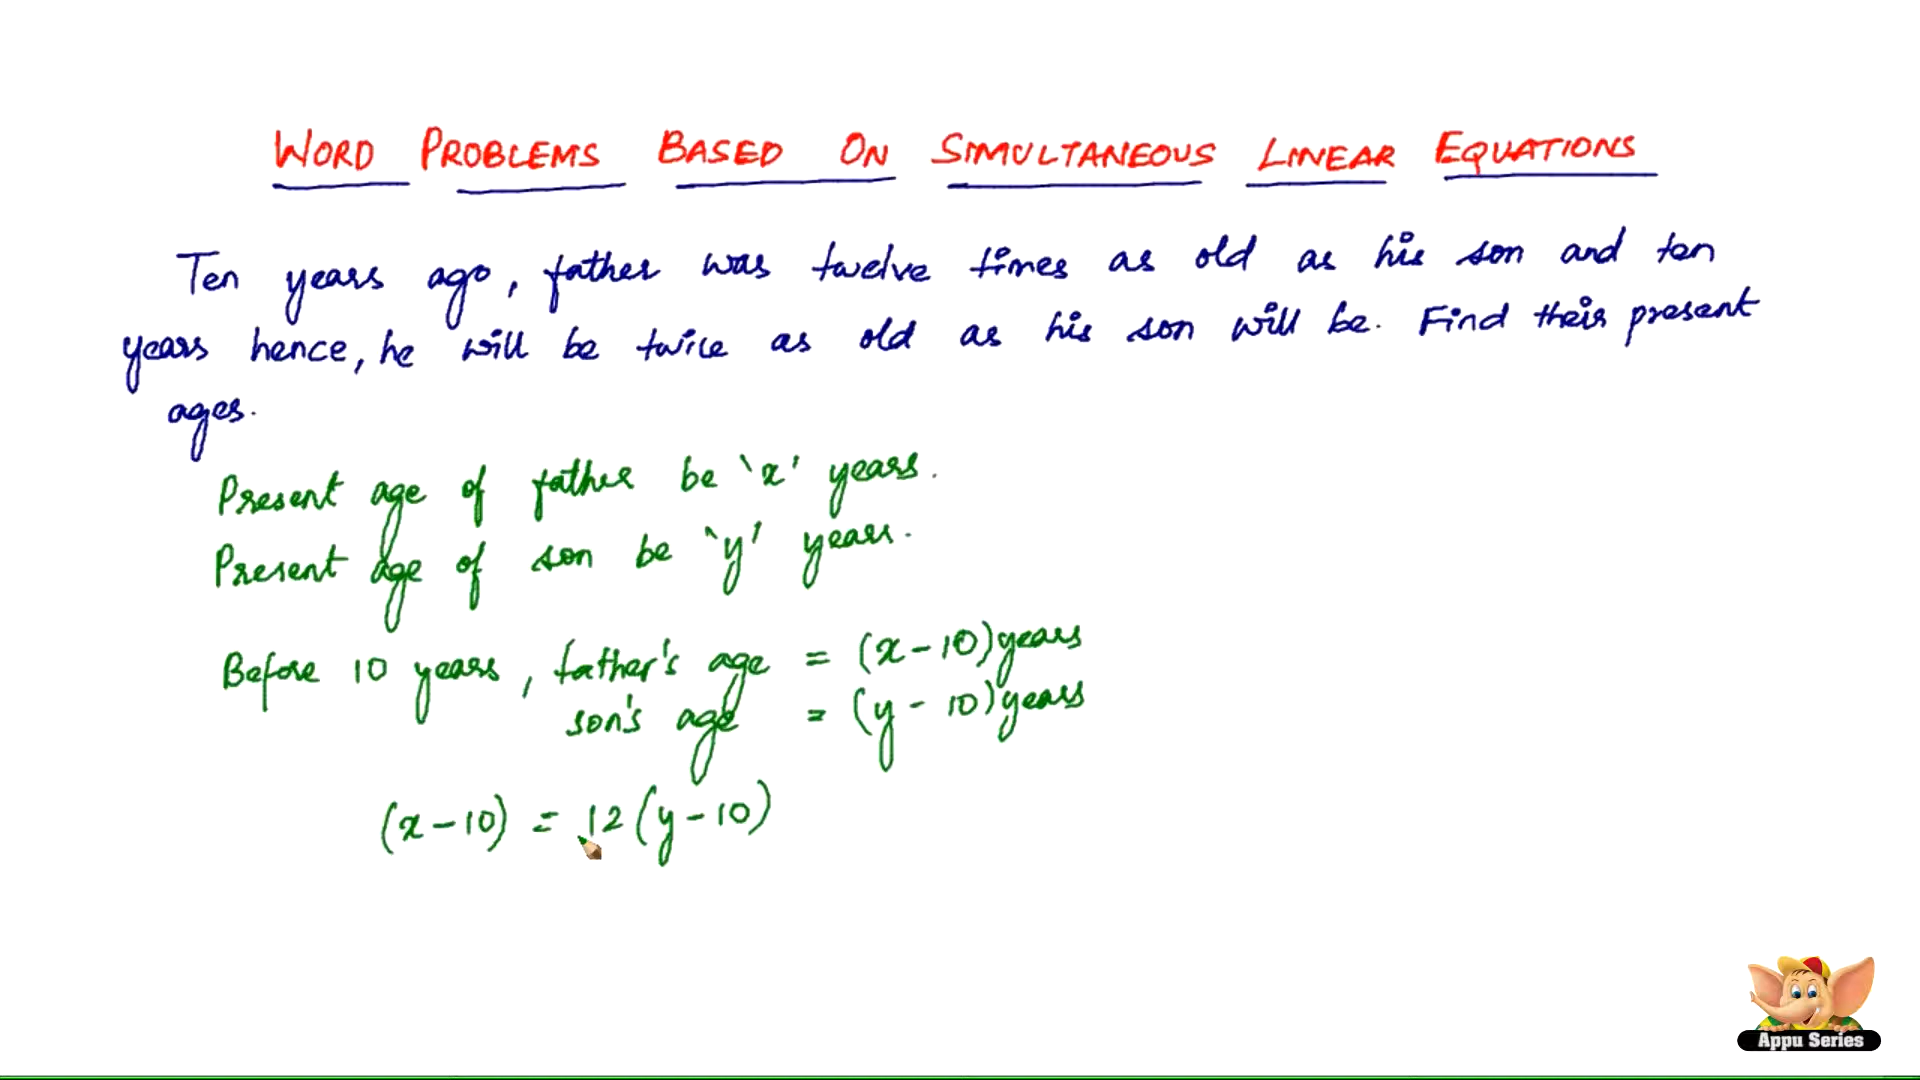 WORD PROBLEMS BASED ON SIMULTANEOUS LINEAR EQUATIONS
Ten years ago, father was twelve times as old as his son and ten
years hence, he will be twice as old as his son will be. Find their present
ages.
Present age of father be 'x' years.
Present age of son be 'y' years.
Before 10 years, father's age = (x-10) years
son's age = (y-10) years
(x-10) = 12 (y-10)
Appu Series